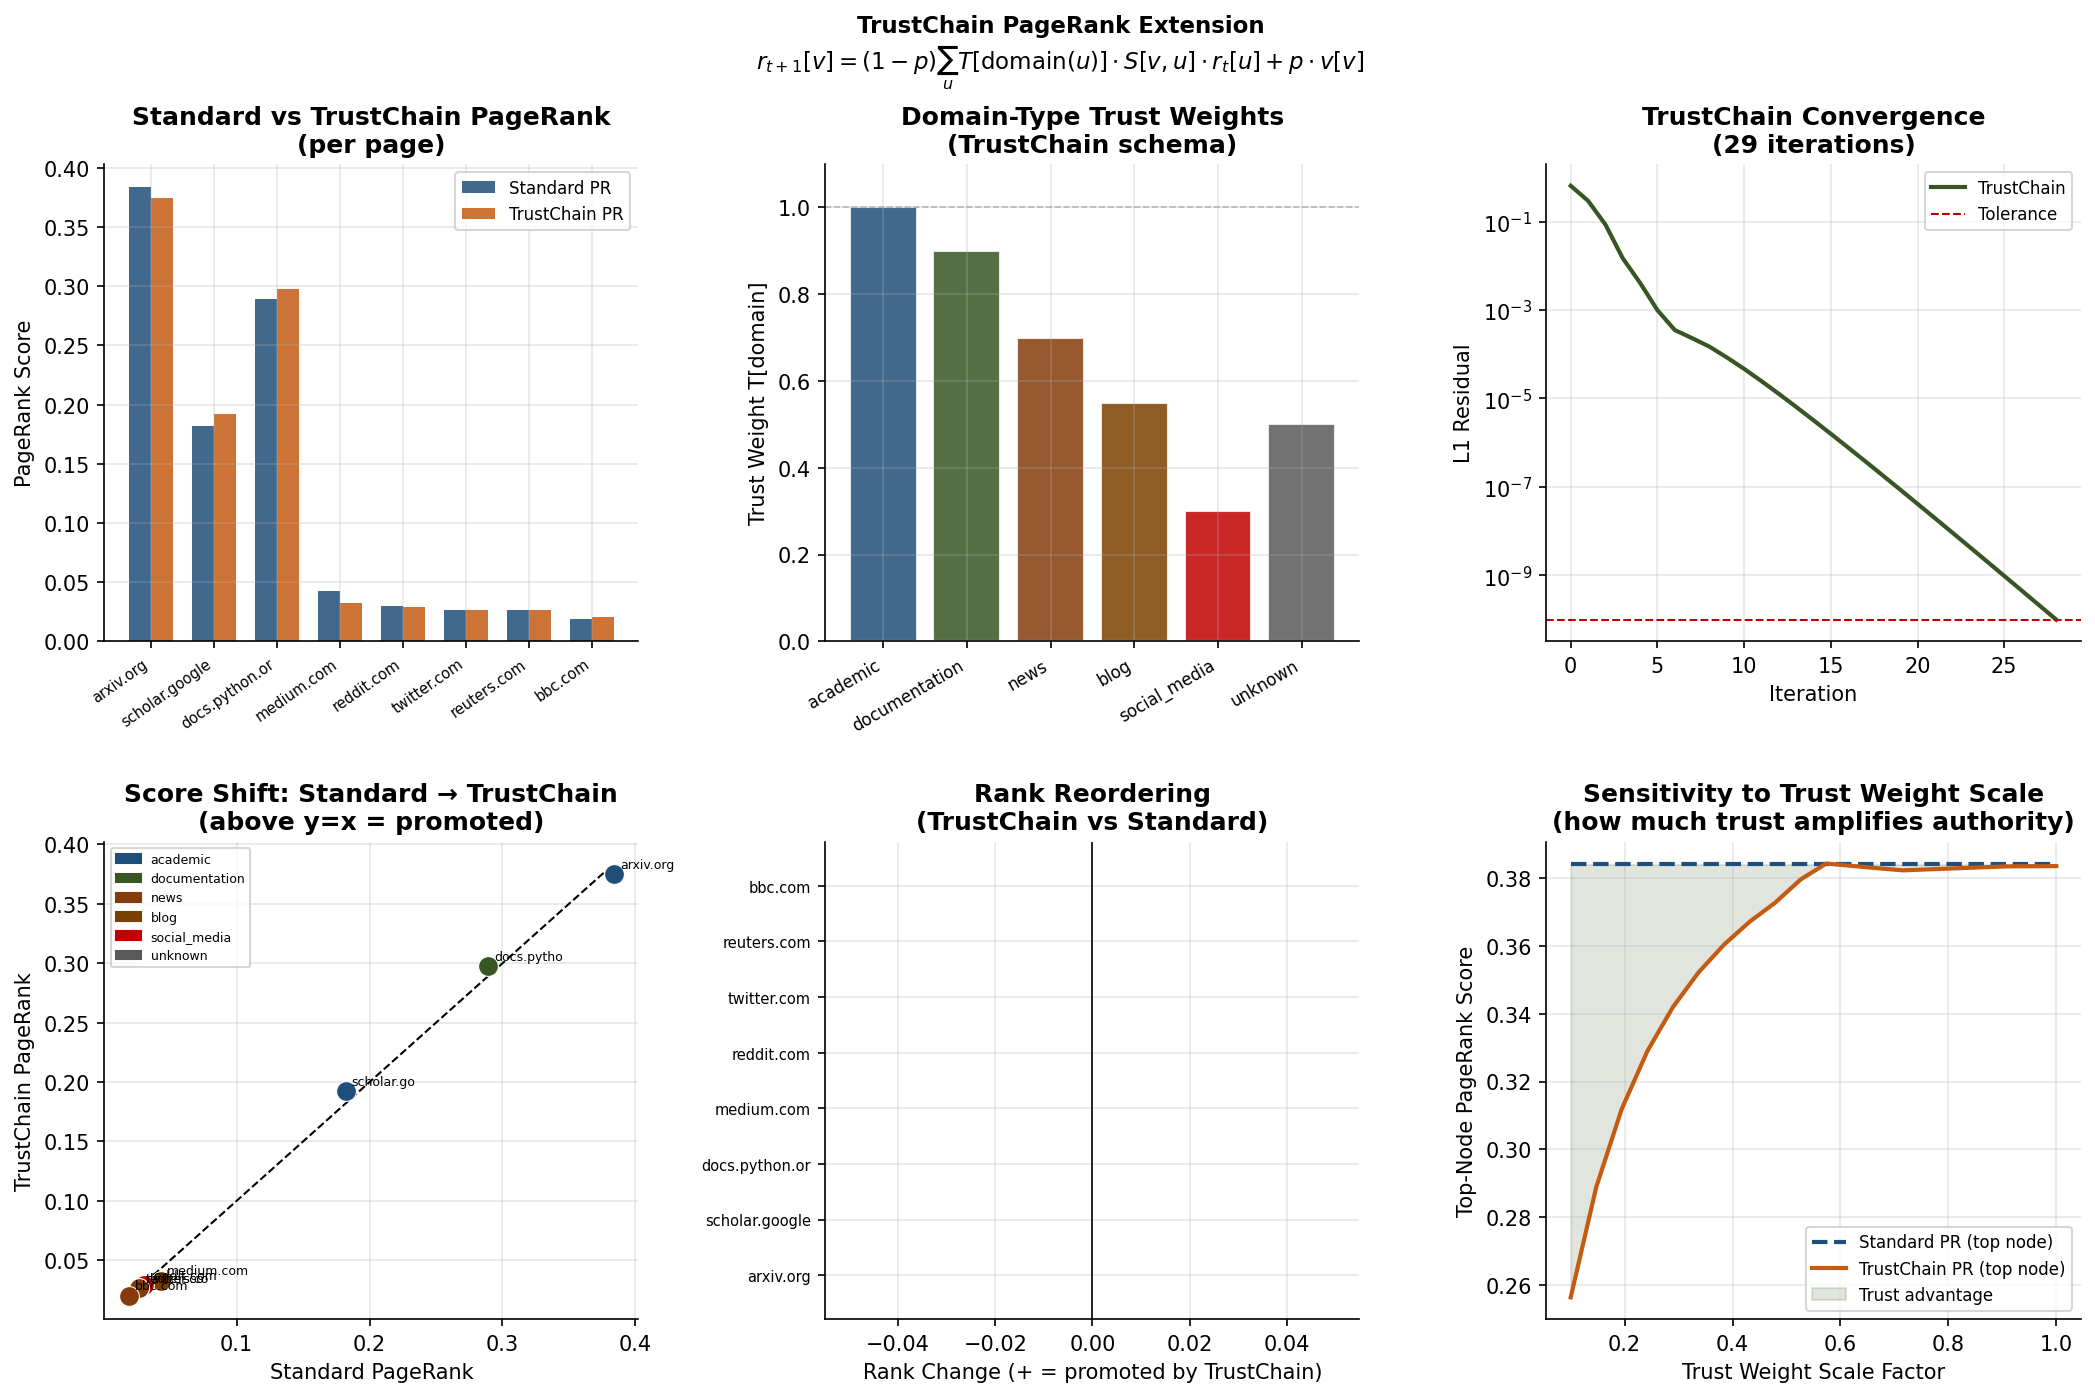 TrustChain PageRank Extension
r_{t+1}[v] = (1 − p) ∑_u T[domain(u)] · S[v, u] · r_t[u] + p · v[v]
Standard vs TrustChain PageRank
(per page)
PageRank Score
0.40
0.35
0.30
0.25
0.20
0.15
0.10
0.05
0.00
Standard PR
TrustChain PR
arxiv.org
scholar.google
docs.python.or
medium.com
reddit.com
twitter.com
reuters.com
bbc.com
Domain-Type Trust Weights
(TrustChain schema)
Trust Weight T[domain]
1.0
0.8
0.6
0.4
0.2
0.0
academic
documentation
news
blog
social_media
unknown
TrustChain Convergence
(29 iterations)
L1 Residual
10^{−1}
10^{−3}
10^{−5}
10^{−7}
10^{−9}
TrustChain
Tolerance
0 5 10 15 20 25
Iteration
Score Shift: Standard → TrustChain
(above y=x = promoted)
TrustChain PageRank
0.40
0.35
0.30
0.25
0.20
0.15
0.10
0.05
academic
documentation
news
blog
social_media
unknown
arxiv.org
docs.pytho
scholar.go
medium.com
bbc.com
0.1 0.2 0.3 0.4
Standard PageRank
Rank Reordering
(TrustChain vs Standard)
bbc.com
reuters.com
twitter.com
reddit.com
medium.com
docs.python.or
scholar.google
arxiv.org
−0.04 −0.02 0.00 0.02 0.04
Rank Change (+ = promoted by TrustChain)
Sensitivity to Trust Weight Scale
(how much trust amplifies authority)
Top-Node PageRank Score
0.38
0.36
0.34
0.32
0.30
0.28
0.26
Standard PR (top node)
TrustChain PR (top node)
Trust advantage
0.2 0.4 0.6 0.8 1.0
Trust Weight Scale Factor